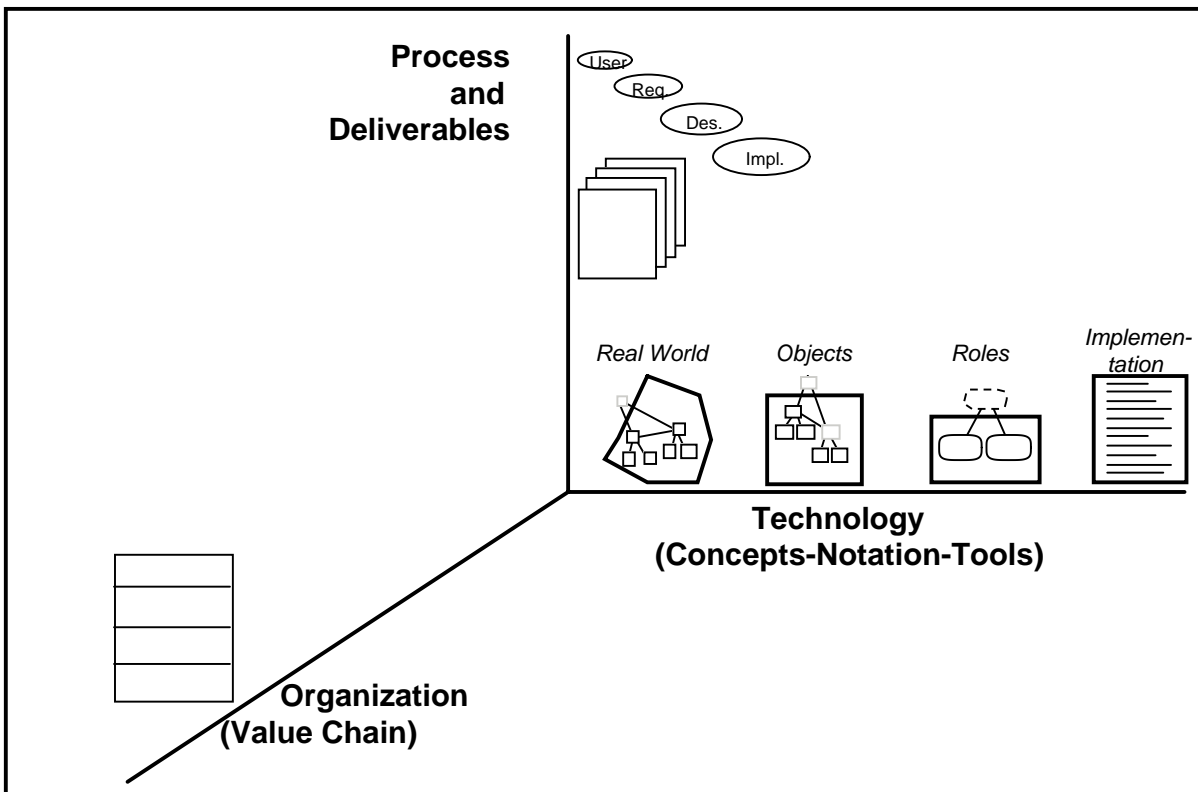 Process
and
Deliverables
User
Req.
Des.
Impl.
Real World
Objects
Roles
Implemen-
tation
Technology
(Concepts-Notation-Tools)
Organization
(Value Chain)